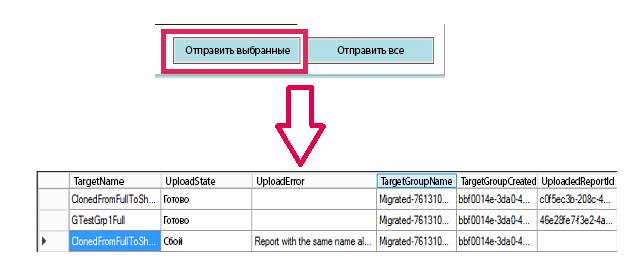 Отправить выбранные Отправить все
TargetName UploadState UploadError TargetGroupName TargetGroupCreated UploadedReportId
ClonedFromFullToSh... Готово Migrated-761310... bbf0014e-3da0-4... c0f5ec3b-208c-4...
GTestGrp1Full Готово Migrated-761310... bbf0014e-3da0-4... 46e28fe7-f3e2-4a...
ClonedFromFullToSh... Сбой Report with the same name al... Migrated-761310... bbf0014e-3da0-4...